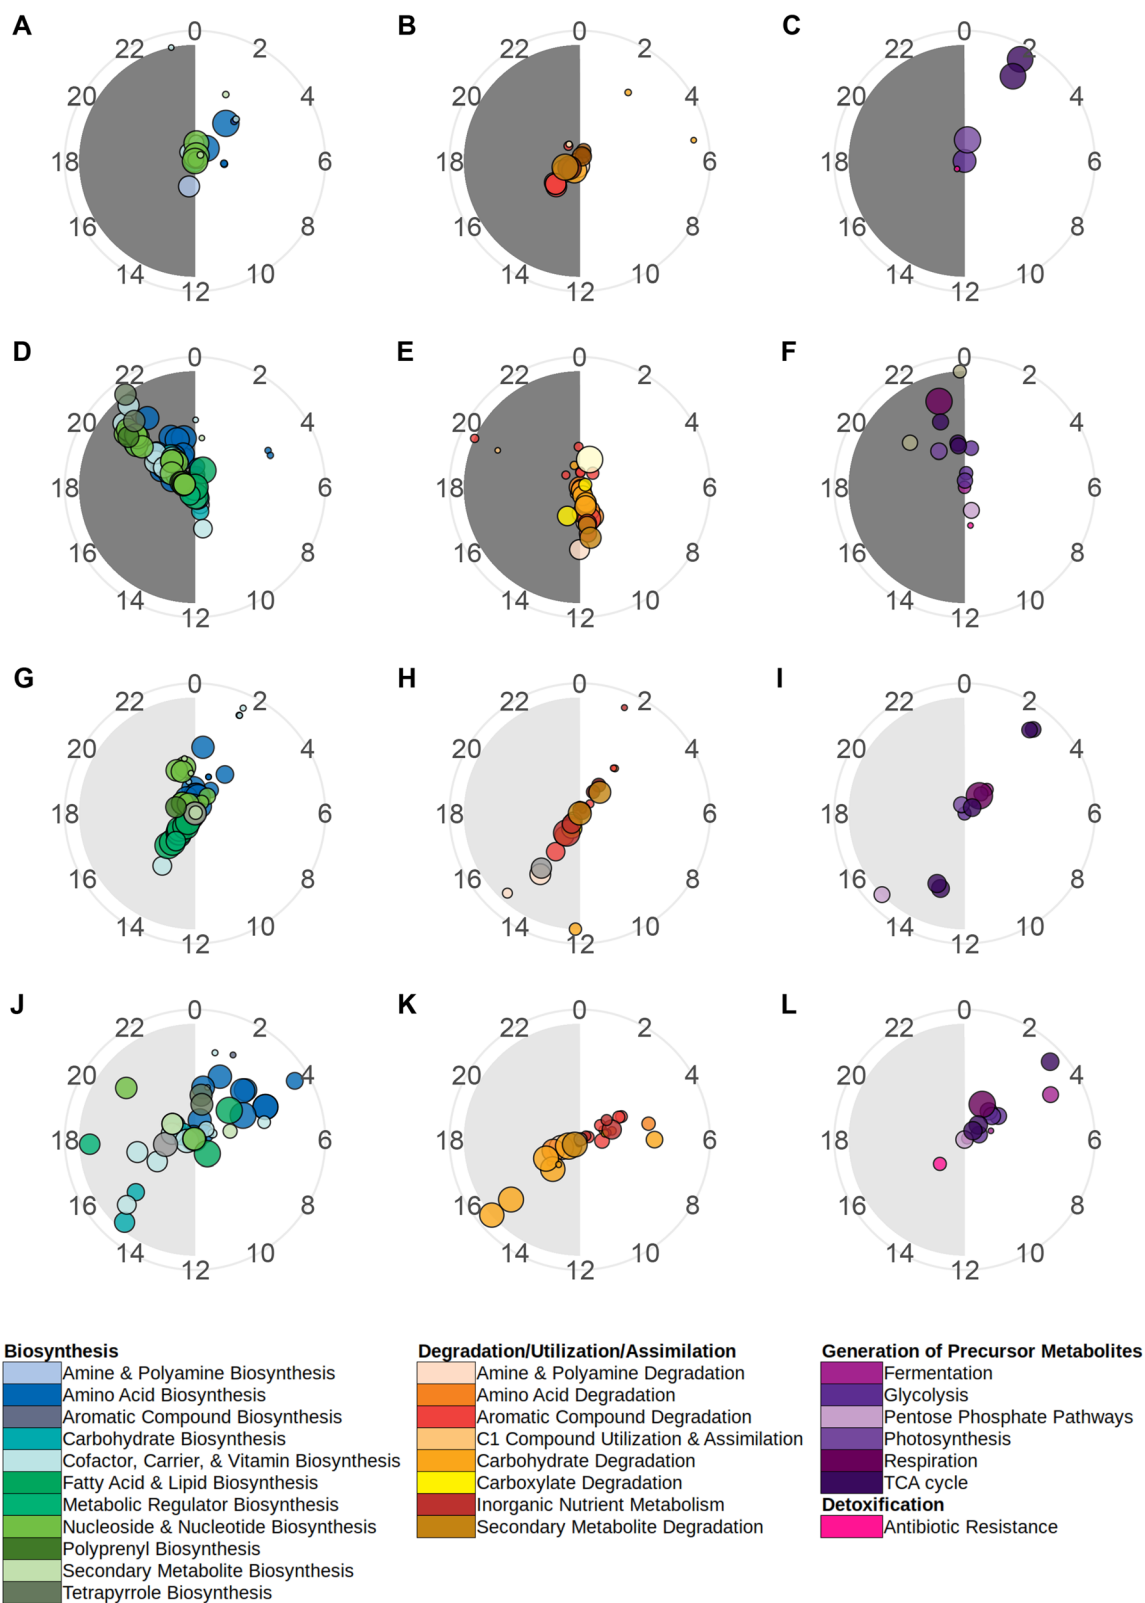 A B C
0 0 0
22 2 22 2 22 2
20 4 20 4 20 4
18 6 18 6 18 6
16 8 16 8 16 8
14 10 14 10 14 10
12 12 12
D E F
0 0 0
22 2 22 2 22 2
20 4 20 4 20 4
18 6 18 6 18 6
16 8 16 8 16 8
14 10 14 10 14 10
12 12 12
G H I
0 0 0
22 2 22 2 22 2
20 4 20 4 20 4
18 6 18 6 18 6
16 8 16 8 16 8
14 10 14 10 14 10
12 12 12
J K L
0 0 0
22 2 22 2 22 2
20 4 20 4 20 4
18 6 18 6 18 6
16 8 16 8 16 8
14 10 14 10 14 10
12 12 12
Biosynthesis
Amine & Polyamine Biosynthesis
Amino Acid Biosynthesis
Aromatic Compound Biosynthesis
Carbohydrate Biosynthesis
Cofactor, Carrier, & Vitamin Biosynthesis
Fatty Acid & Lipid Biosynthesis
Metabolic Regulator Biosynthesis
Nucleoside & Nucleotide Biosynthesis
Polyprenyl Biosynthesis
Secondary Metabolite Biosynthesis
Tetrapyrrole Biosynthesis
Degradation/Utilization/Assimilation
Amine & Polyamine Degradation
Amino Acid Degradation
Aromatic Compound Degradation
C1 Compound Utilization & Assimilation
Carbohydrate Degradation
Carboxylate Degradation
Inorganic Nutrient Metabolism
Secondary Metabolite Degradation
Generation of Precursor Metabolites
Fermentation
Glycolysis
Pentose Phosphate Pathways
Photosynthesis
Respiration
TCA cycle
Detoxification
Antibiotic Resistance